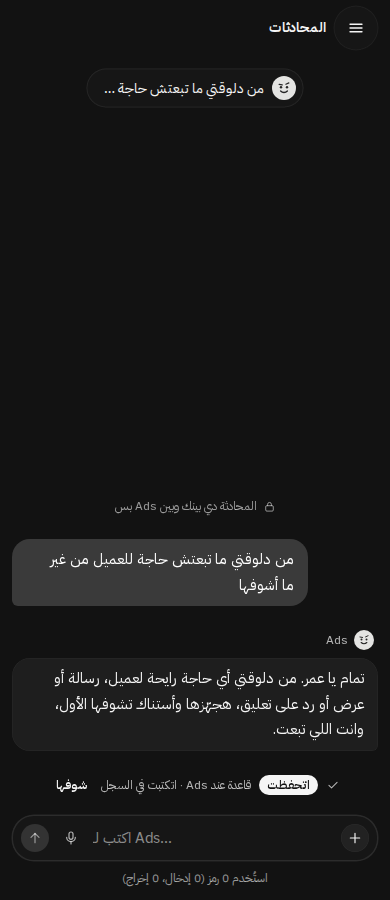 المحادثات
من دلوقتي ما تبعتش حاجة ...
المحادثة دي بينك وبين Ads بس
من دلوقتي ما تبعتش حاجة للعميل من غير
ما أشوفها
Ads
تمام يا عمر. من دلوقتي أي حاجة رايحة لعميل، رسالة أو
عرض أو رد على تعليق، هجهّزها وأستناك تشوفها الأول،
وانت اللي تبعت.
اتحفظت قاعدة عند Ads · اتكتبت في السجل شوفها
اكتب لـ Ads...
استُخدم 0 رمز (0 إدخال، 0 إخراج)